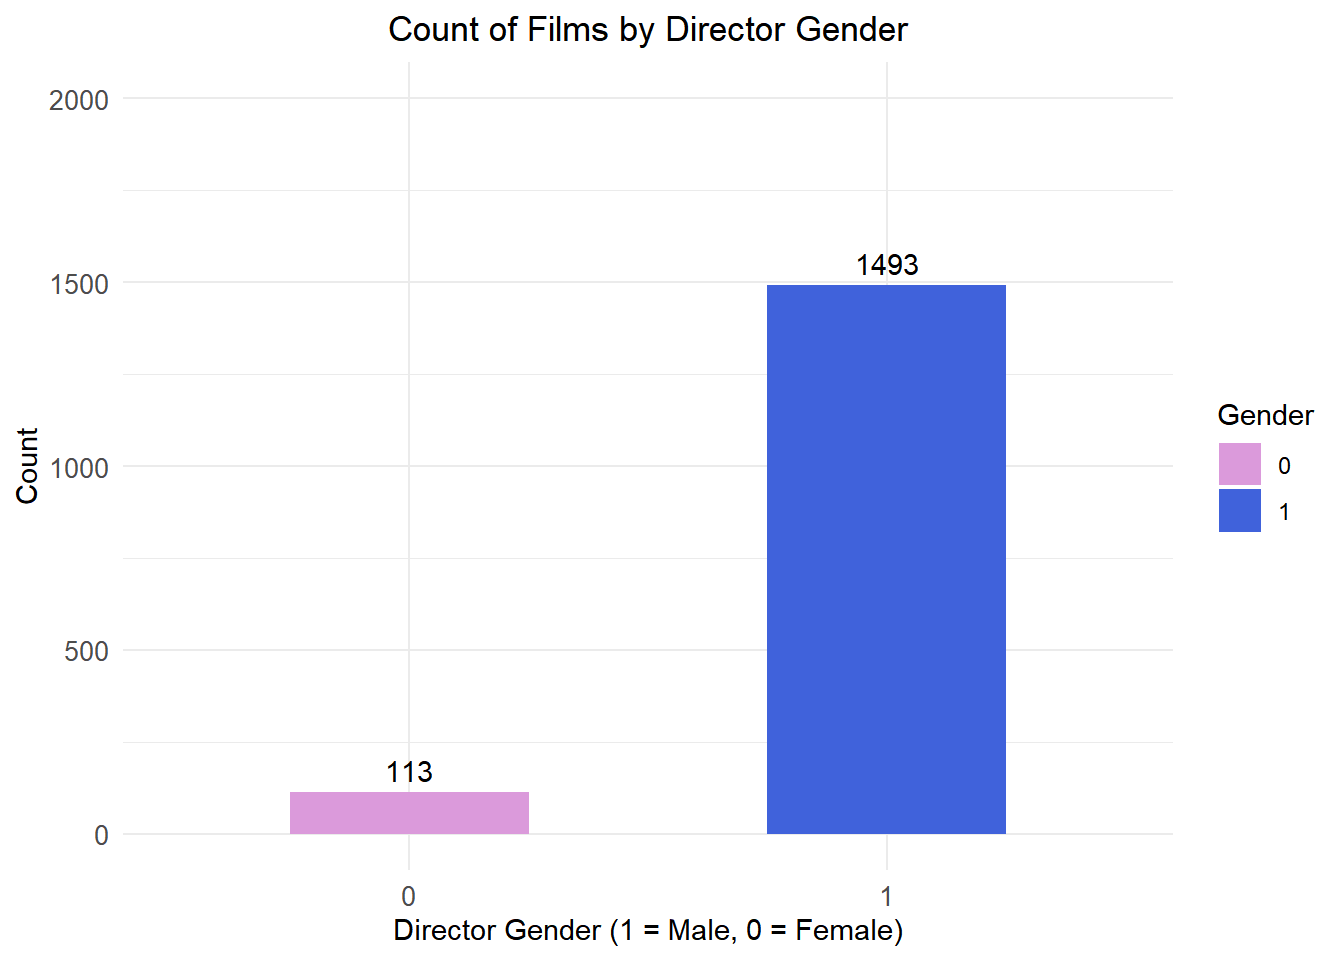 Count of Films by Director Gender
2000
1500
1000
500
0
Count
1493
113
0
1
Director Gender (1 = Male, 0 = Female)
Gender
0
1